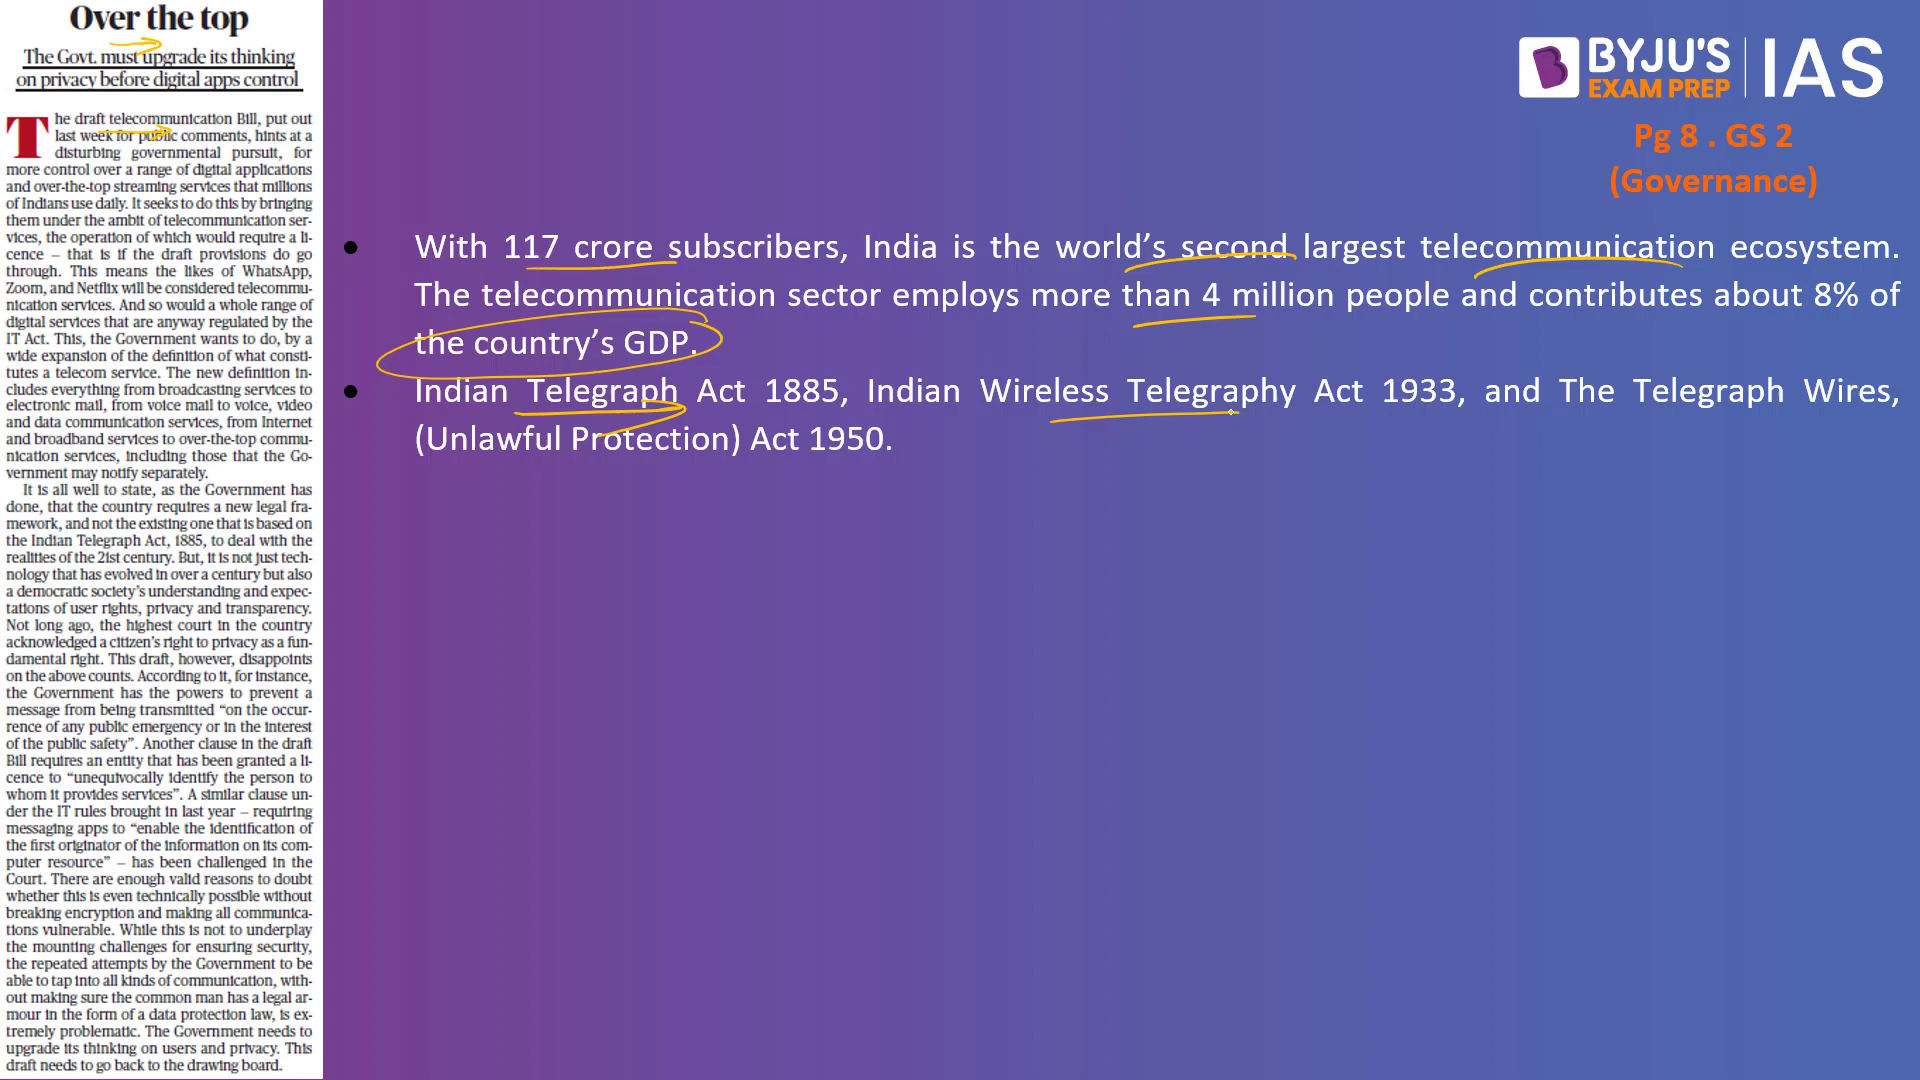 Over the top
The Govt. must upgrade its thinking
on privacy before digital apps control
The draft telecommunication Bill, put out
last week for public comments, hints at a
disturbing governmental pursuit, for
more control over a range of digital applications
and over-the-top streaming services that millions
of Indians use daily. It seeks to do this by bringing
them under the ambit of telecommunication ser-
vices, the operation of which would require a li-
cence – that is if the draft provisions do go
through. This means the likes of WhatsApp,
Zoom, and Netflix will be considered telecommu-
nication services. And so would a whole range of
digital services that are anyway regulated by the
IT Act. This, the Government wants to do, by a
wide expansion of the definition of what consti-
tutes a telecom service. The new definition in-
cludes everything from broadcasting services to
electronic mail, from voice mail to voice, video
and data communication services, from Internet
and broadband services to over-the-top commu-
nication services, including those that the Go-
vernment may notify separately.
It is all well to state, as the Government has
done, that the country requires a new legal fra-
mework, and not the existing one that is based on
the Indian Telegraph Act, 1885, to deal with the
realities of the 21st century. But, it is not just tech-
nology that has evolved in over a century but also
a democratic society's understanding and expec-
tations of user rights, privacy and transparency.
Not long ago, the highest court in the country
acknowledged a citizen's right to privacy as a fun-
damental right. This draft, however, disappoints
on the above counts. According to it, for instance,
the Government has the powers to prevent a
message from being transmitted “on the occur-
rence of any public emergency or in the interest
of the public safety”. Another clause in the draft
Bill requires an entity that has been granted a li-
cence to “unequivocally identify the person to
whom it provides services”. A similar clause un-
der the IT rules brought in last year – requiring
messaging apps to “enable the identification of
the first originator of the information on its com-
puter resource” – has been challenged in the
Court. There are enough valid reasons to doubt
whether this is even technically possible without
breaking encryption and making all communica-
tions vulnerable. While this is not to underplay
the mounting challenges for ensuring security,
the repeated attempts by the Government to be
able to tap into all kinds of communication, with-
out making sure the common man has a legal ar-
mour in the form of a data protection law, is ex-
tremely problematic. The Government needs to
upgrade its thinking on users and privacy. This
draft needs to go back to the drawing board.
BYJU'S
EXAM PREP
IAS
Pg 8 . GS 2
(Governance)
● With 117 crore subscribers, India is the world’s second largest telecommunication ecosystem.
The telecommunication sector employs more than 4 million people and contributes about 8% of
the country’s GDP.
● Indian Telegraph Act 1885, Indian Wireless Telegraphy Act 1933, and The Telegraph Wires,
(Unlawful Protection) Act 1950.